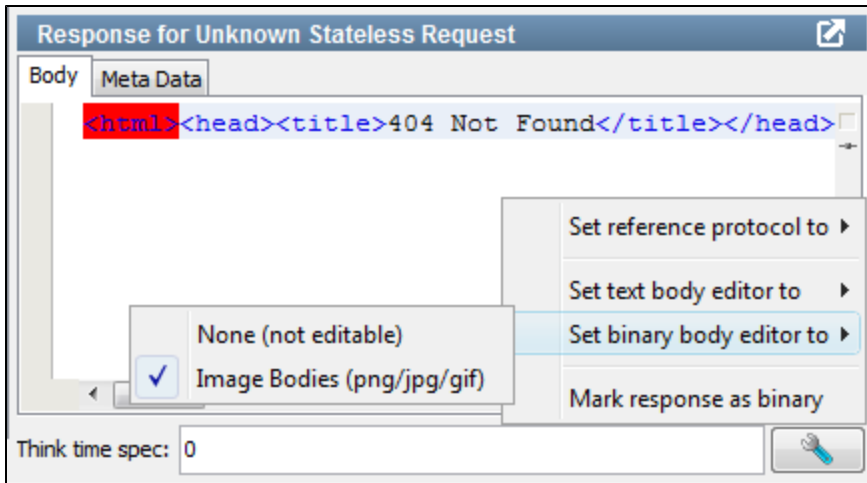 Response for Unknown Stateless Request
Body Meta Data
<html><head><title>404 Not Found</title></head>
Set reference protocol to
Set text body editor to
Set binary body editor to
Mark response as binary
None (not editable)
Image Bodies (png/jpg/gif)
Think time spec: 0